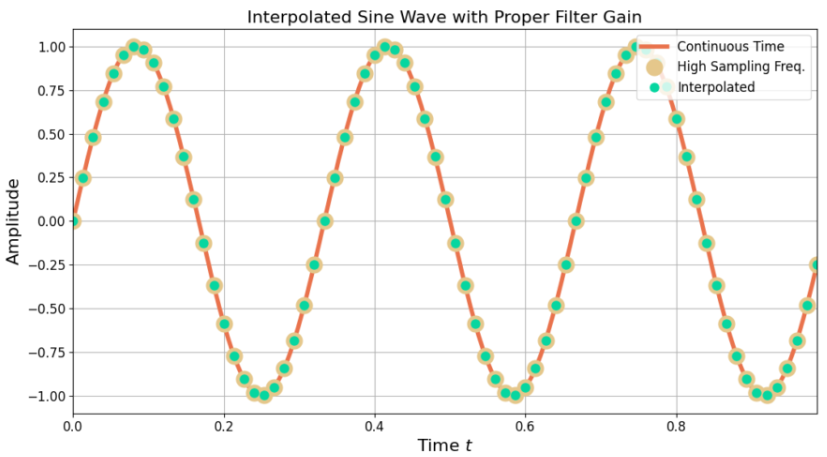 Interpolated Sine Wave with Proper Filter Gain
Continuous Time
High Sampling Freq.
Interpolated
Amplitude
1.00
0.75
0.50
0.25
0.00
−0.25
−0.50
−0.75
−1.00
0.0 0.2 0.4 0.6 0.8
Time t